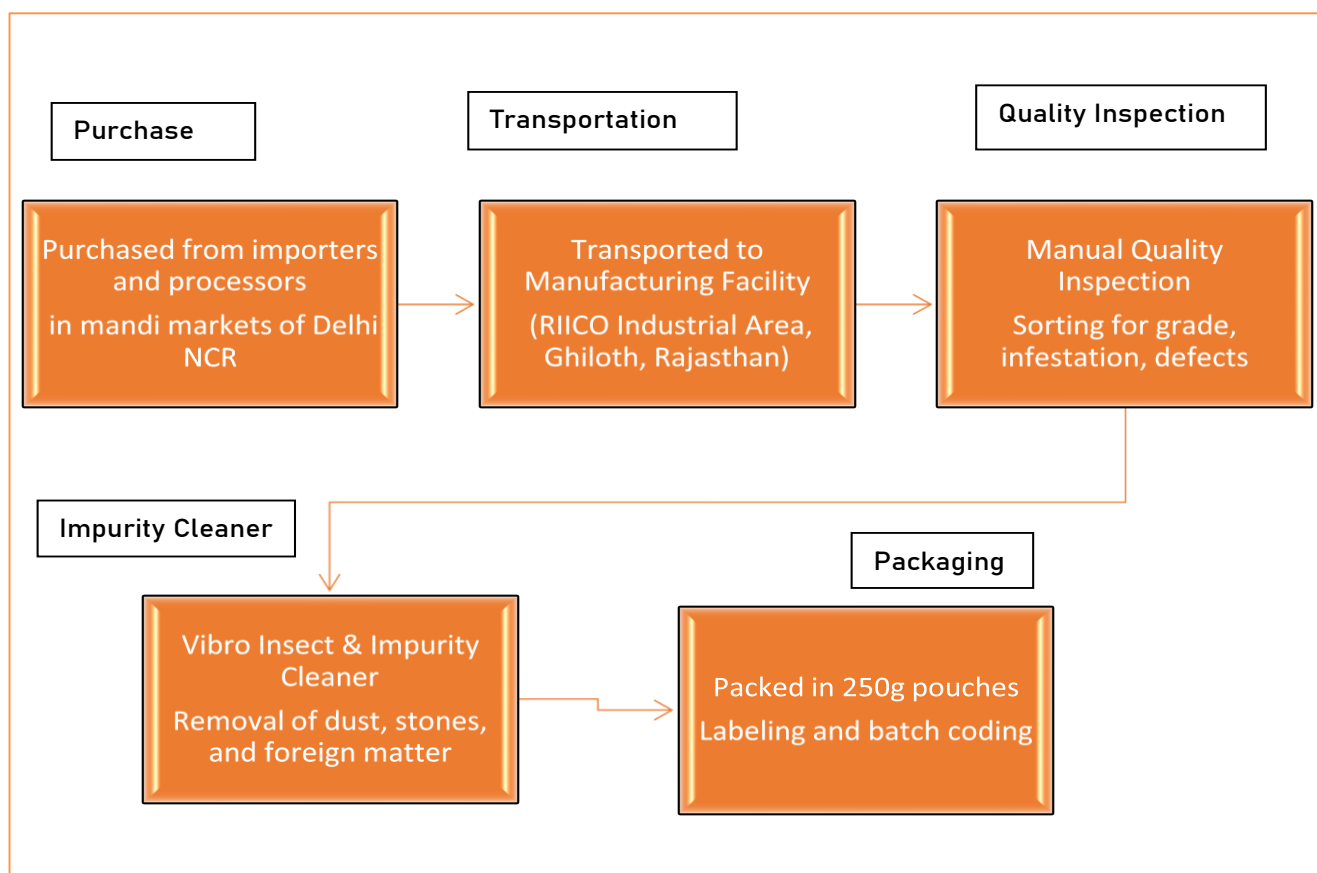 Purchase
Purchased from importers
and processors
in mandi markets of Delhi
NCR
Transportation
Transported to
Manufacturing Facility
(RIICO Industrial Area,
Ghiloth, Rajasthan)
Quality Inspection
Manual Quality
Inspection
Sorting for grade,
infestation, defects
Impurity Cleaner
Vibro Insect & Impurity
Cleaner
Removal of dust, stones,
and foreign matter
Packaging
Packed in 250g pouches
Labeling and batch coding